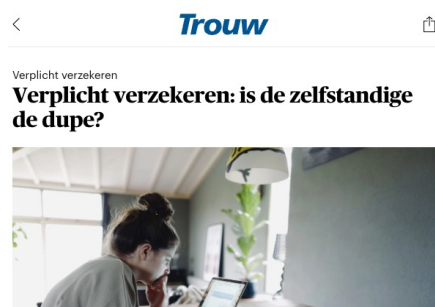 Trouw
Verplicht verzekeren
Verplicht verzekeren: is de zelfstandige
de dupe?